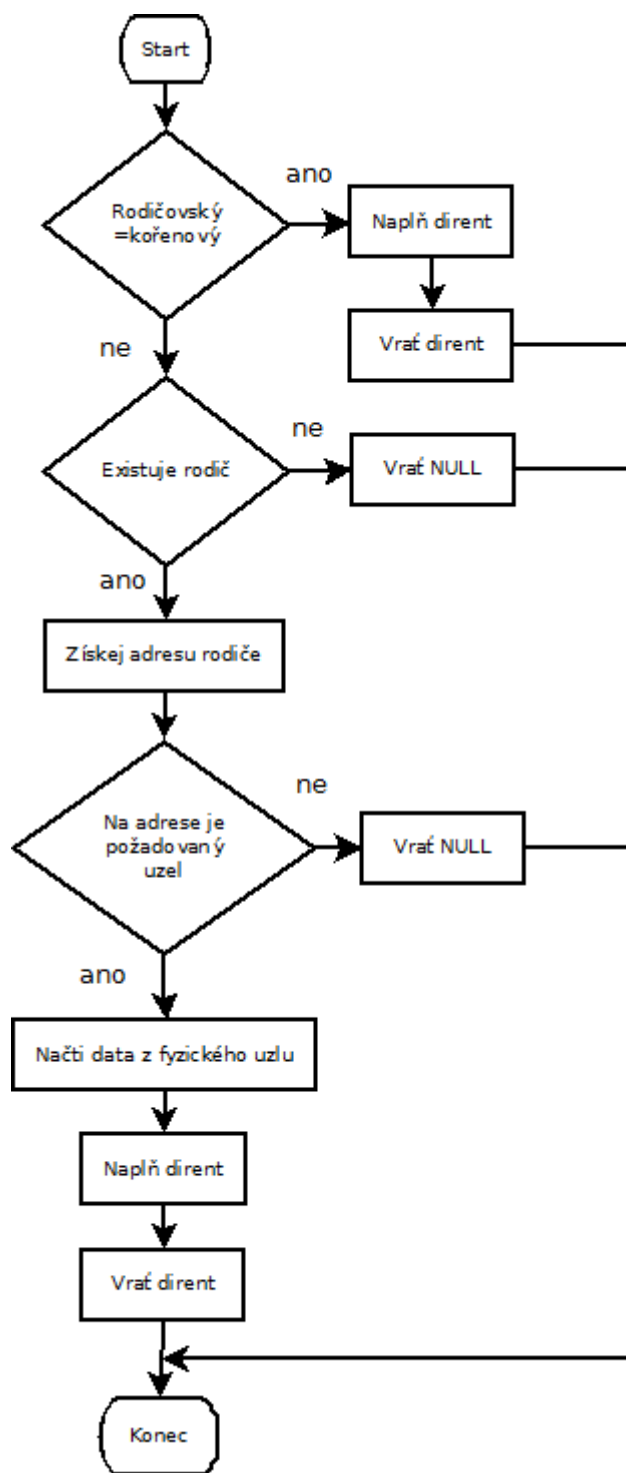 Start
ano
Rodičovský
=kořenový
Naplň dirent
Vrať dirent
ne
ne
Existuje rodič
Vrať NULL
ano
Získej adresu rodiče
ne
Na adrese je
požadovaný
uzel
Vrať NULL
ano
Načti data z fyzického uzlu
Naplň dirent
Vrať dirent
Konec